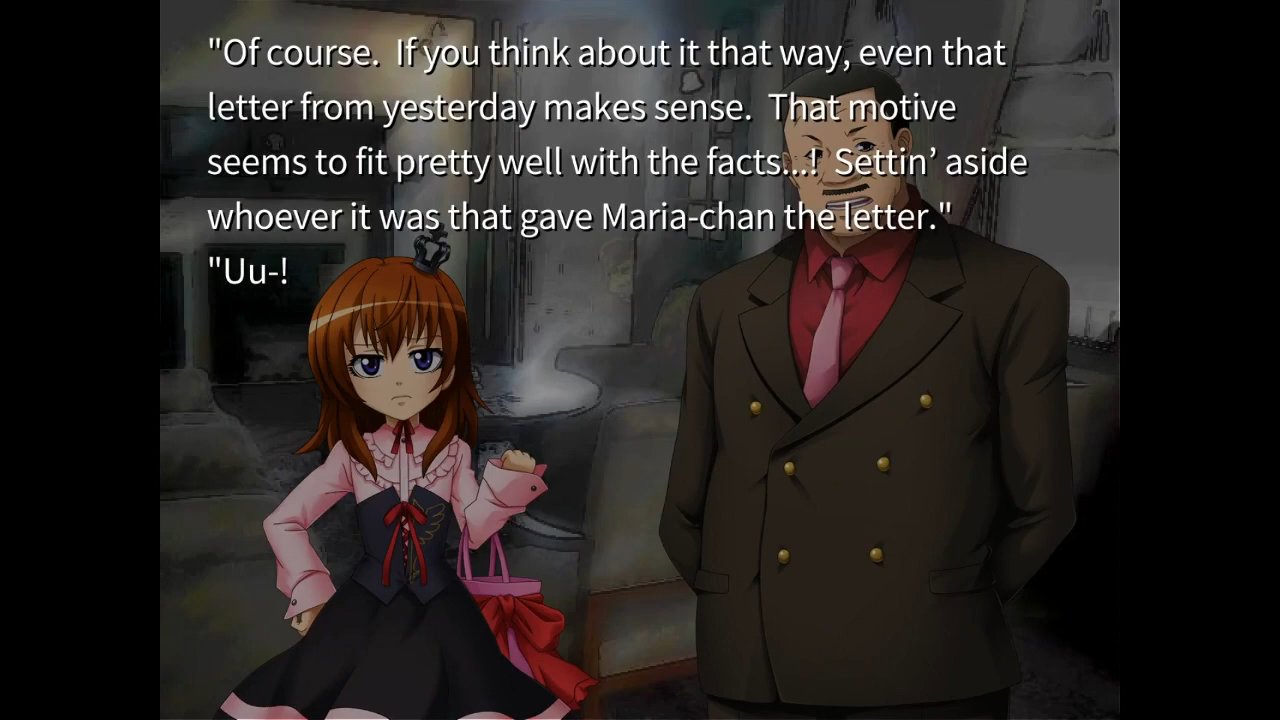 "Of course.  If you think about it that way, even that
letter from yesterday makes sense.  That motive
seems to fit pretty well with the facts...!  Settin’ aside
whoever it was that gave Maria-chan the letter."
"Uu-!